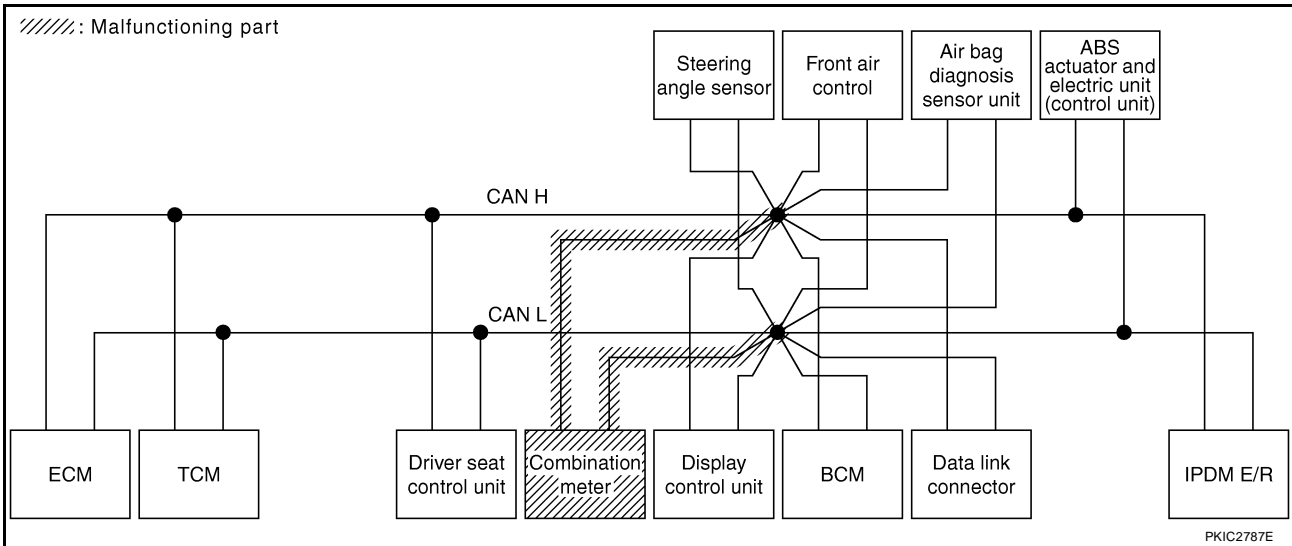 : Malfunctioning part
Steering
angle sensor
Front air
control
Air bag
diagnosis
sensor unit
ABS
actuator and
electric unit
(control unit)
CAN H
CAN L
ECM
TCM
Driver seat
control unit
Combination
meter
Display
control unit
BCM
Data link
connector
IPDM E/R
PKIC2787E